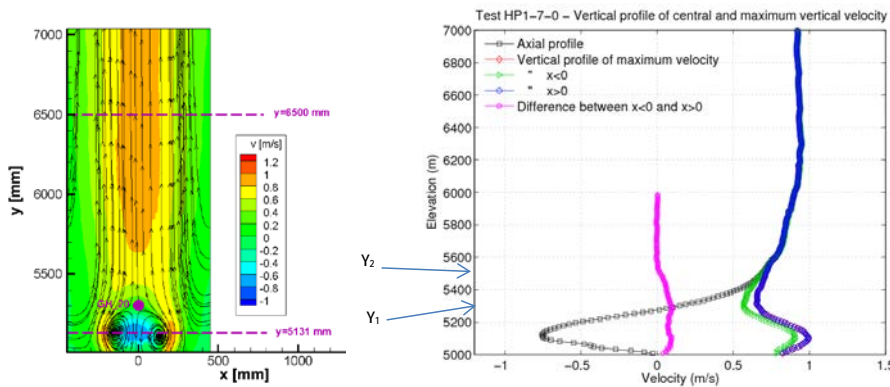 7000
6500
6000
5500
y [mm]
-500
0
500
1000
x [mm]
y=6500 mm
v [m/s]
1.2
1
0.8
0.6
0.4
0.2
0
-0.2
-0.4
-0.6
-0.8
-1
y=5131 mm
Y2
Y1
Test HP1-7-0 – Vertical profile of central and maximum vertical velocity
Axial profile
Vertical profile of maximum velocity
" x<0
" x>0
Difference between x<0 and x>0
7000
6800
6600
6400
6200
6000
5800
5600
5400
5200
5000
Elevation (m)
−1
−0.5
0
0.5
1
1.5
Velocity (m/s)